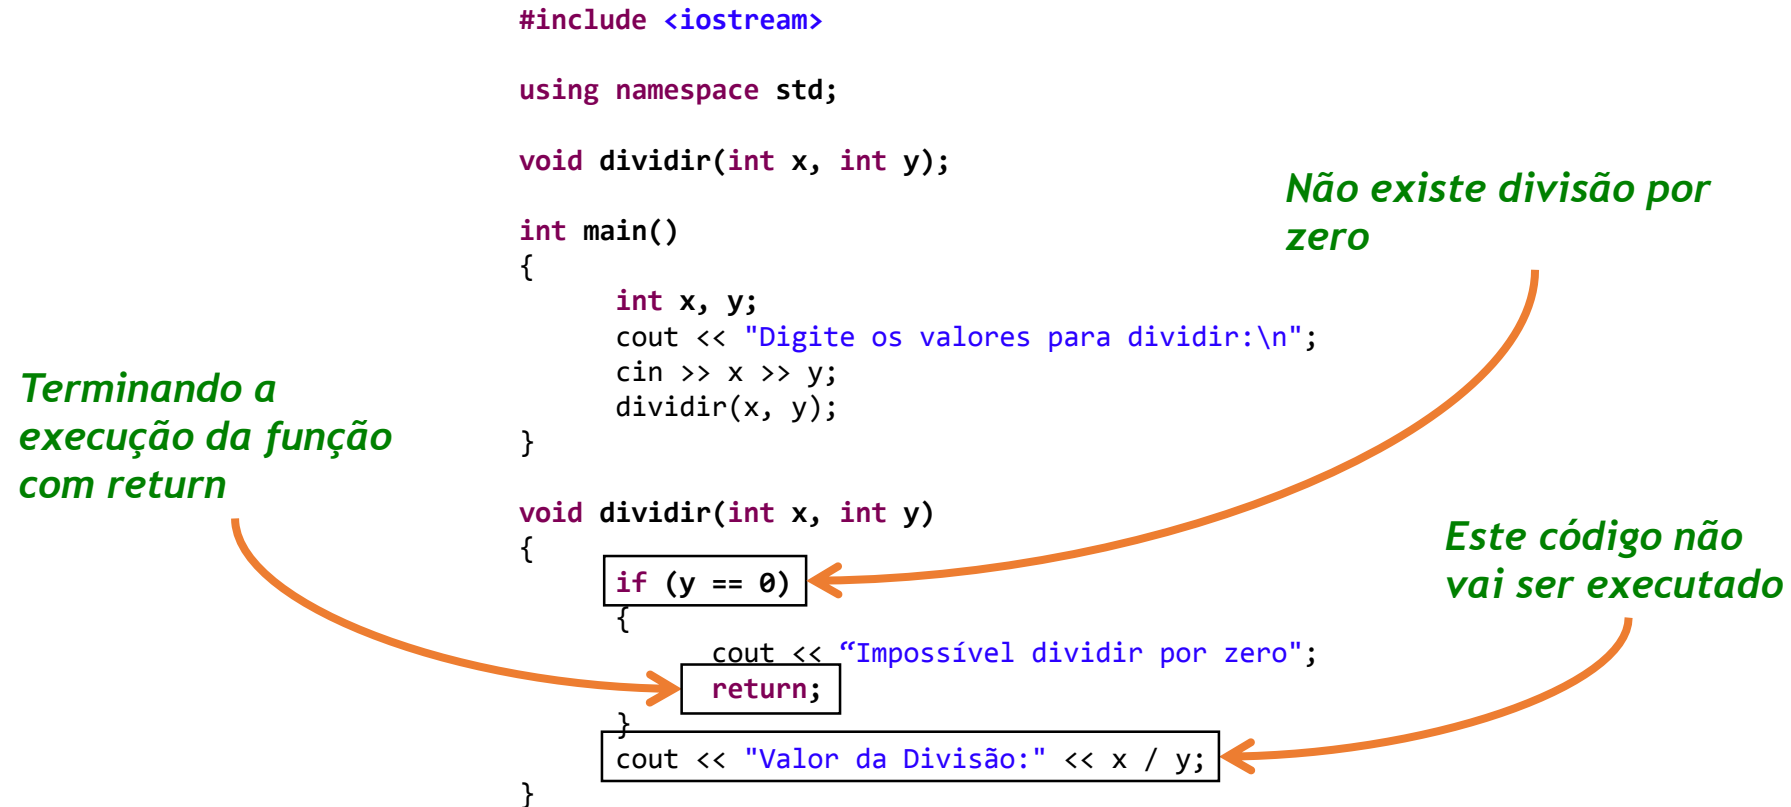 #include <iostream>
using namespace std;
void dividir(int x, int y);
int main()
{
int x, y;
cout << "Digite os valores para dividir:\n";
cin >> x >> y;
dividir(x, y);
}
void dividir(int x, int y)
{
if (y == 0)
{
cout << “Impossível dividir por zero";
return;
}
cout << "Valor da Divisão:" << x / y;
}
Não existe divisão por
zero
Terminando a
execução da função
com return
Este código não
vai ser executado